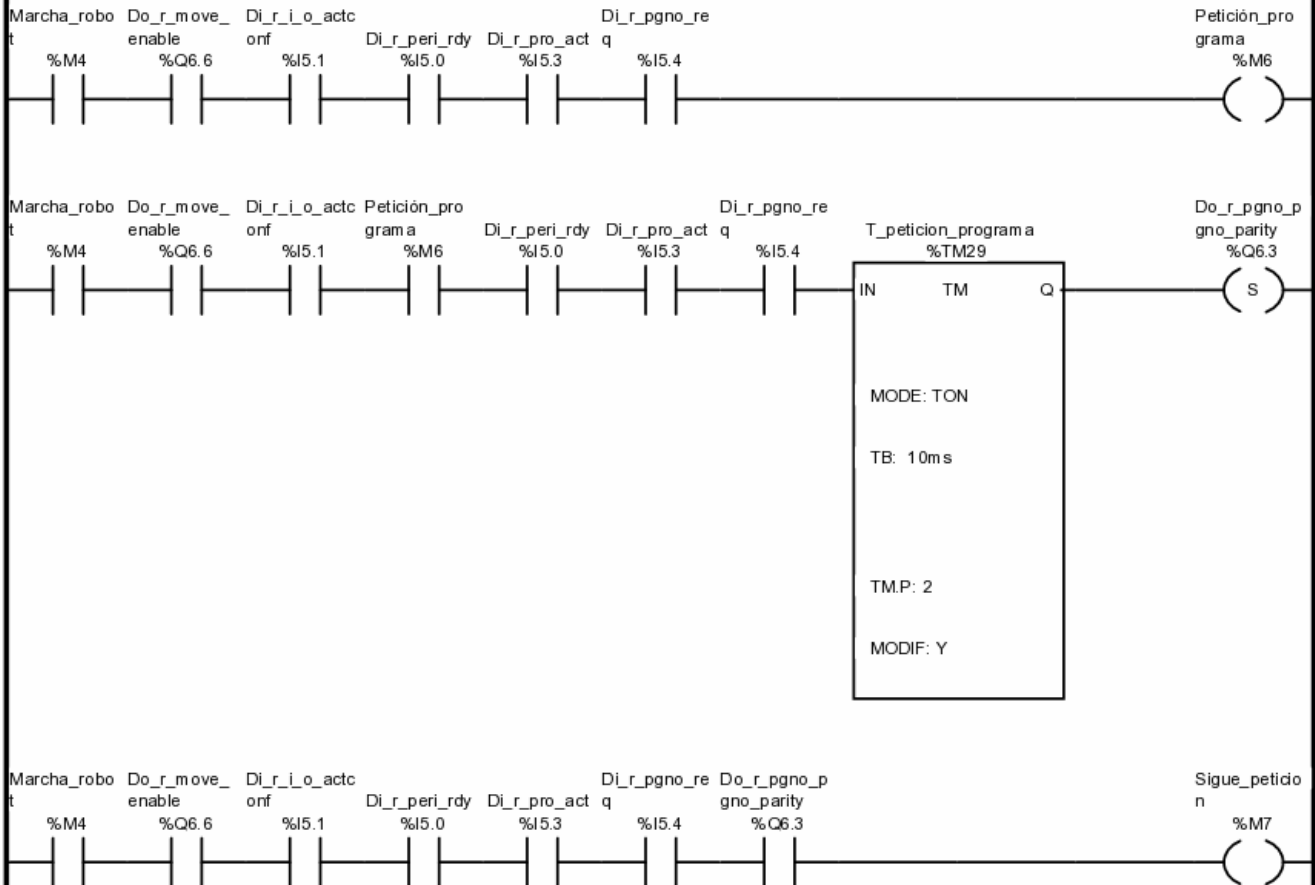 Marcha_robo Do_r_move_ Di_r_i_o_actc Di_r_pgno_re Petición_pro
t enable onf Di_r_peri_rdy Di_r_pro_act q grama
%M4 %Q6.6 %I5.1 %I5.0 %I5.3 %I5.4 %M6
Marcha_robo Do_r_move_ Di_r_i_o_actc Petición_pro Di_r_pgno_re Do_r_pgno_p
t enable onf grama Di_r_peri_rdy Di_r_pro_act q T_peticion_programa gno_parity
%M4 %Q6.6 %I5.1 %M6 %I5.0 %I5.3 %I5.4 %TM29 %Q6.3
IN TM Q S
MODE: TON
TB: 10ms
TM.P: 2
MODIF: Y
Marcha_robo Do_r_move_ Di_r_i_o_actc Di_r_pgno_re Do_r_pgno_p Sigue_peticio
t enable onf Di_r_peri_rdy Di_r_pro_act q gno_parity n
%M4 %Q6.6 %I5.1 %I5.0 %I5.3 %I5.4 %Q6.3 %M7